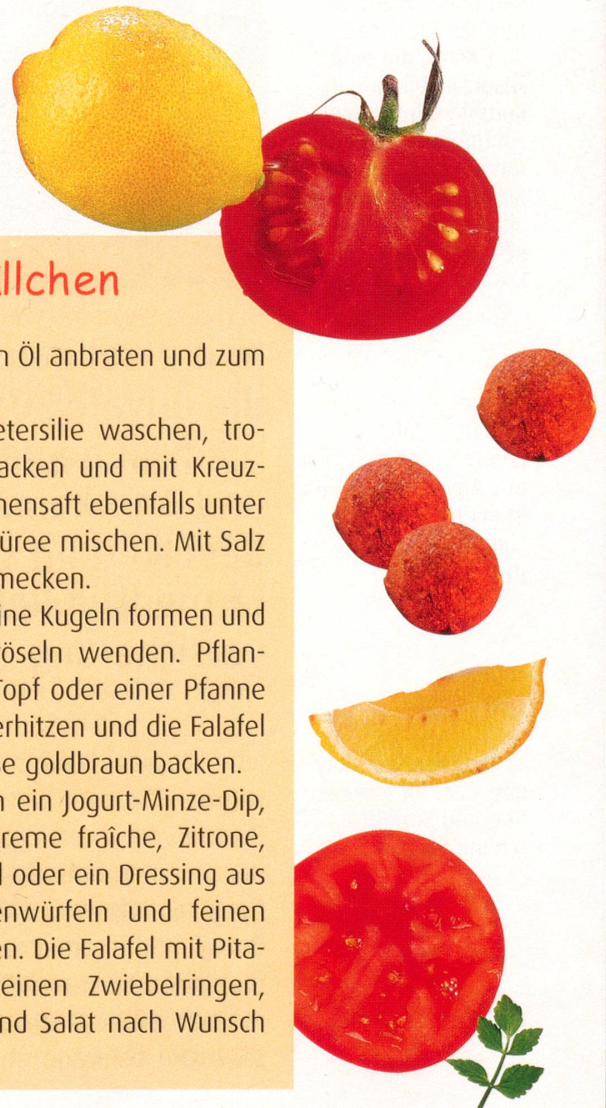 llchen
n Öl anbraten und zum
etersilie waschen, tro-
acken und mit Kreuz-
nensaft ebenfalls unter
üree mischen. Mit Salz
mecken.
ine Kugeln formen und
öseln wenden. Pflan-
Topf oder einer Pfanne
erhitzen und die Falafel
se goldbraun backen.
n ein Jogurt-Minze-Dip,
reme fraîche, Zitrone,
l oder ein Dressing aus
enwürfeln und feinen
en. Die Falafel mit Pita-
einen Zwiebelringen,
nd Salat nach Wunsch